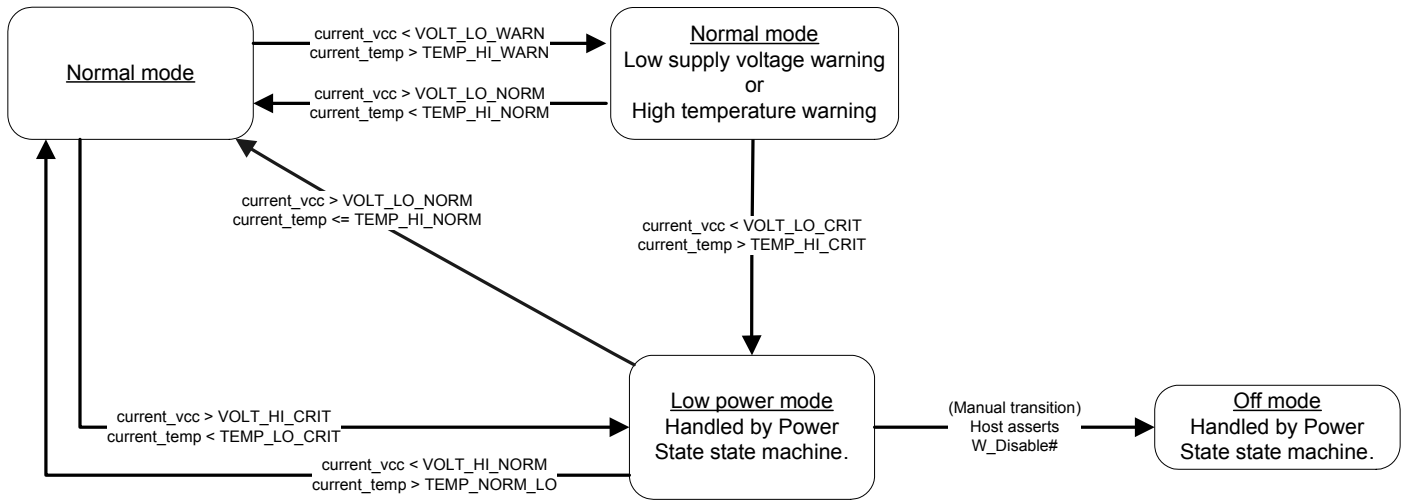 Normal mode
current_vcc < VOLT_LO_WARN
current_temp > TEMP_HI_WARN
current_vcc > VOLT_LO_NORM
current_temp < TEMP_HI_NORM
Normal mode
Low supply voltage warning
or
High temperature warning
current_vcc > VOLT_LO_NORM
current_temp <= TEMP_HI_NORM
current_vcc < VOLT_LO_CRIT
current_temp > TEMP_HI_CRIT
current_vcc > VOLT_HI_CRIT
current_temp < TEMP_LO_CRIT
current_vcc < VOLT_HI_NORM
current_temp > TEMP_NORM_LO
Low power mode
Handled by Power
State state machine.
(Manual transition)
Host asserts
W_Disable#
Off mode
Handled by Power
State state machine.